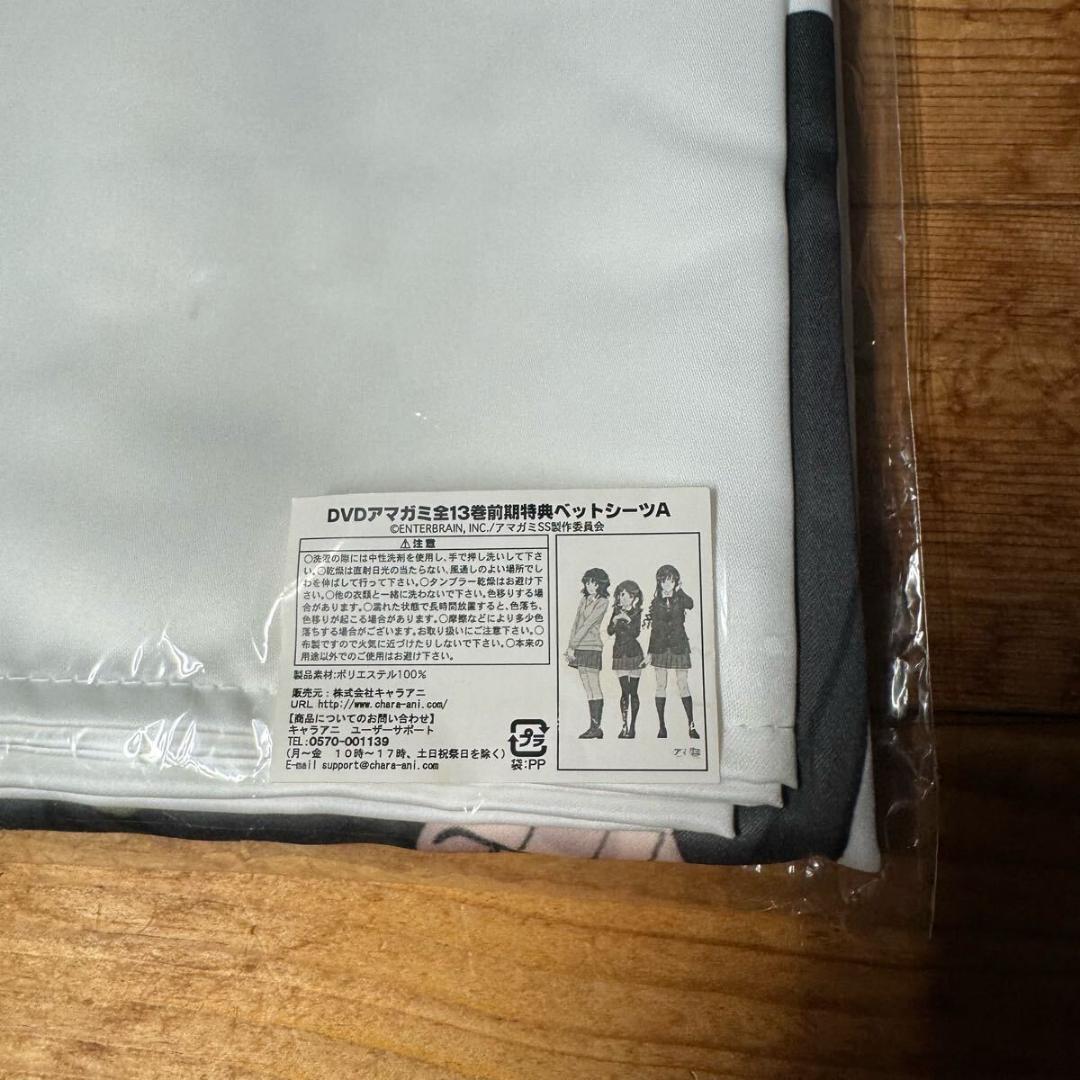 DVDアマガミ全13巻前期特典ベットシーツA
©ENTERBRAIN, INC./アマガミSS製作委員会
⚠注意
○洗濯の際には中性洗剤を使用し、手で押し洗いして下さ
い。○乾燥は直射日光の当たらない、風通しのよい場所でし
わを伸ばして行って下さい。○タンブラー乾燥はお避け下
さい。○他の衣類と一緒に洗わないで下さい。色移りする場
合があります。○濡れた状態で長時間放置すると、色落ち、
色移りが起こる場合があります。○摩擦などにより多少色
落ちする場合がございます。お取り扱いにご注意下さい。○
布製ですので火気に近づけたりしないで下さい。○本来の
用途以外でのご使用はお避け下さい。
製品素材:ポリエステル100%
販売元:株式会社キャラアニ
URL http://www.chara-ani.com/
【商品についてのお問い合わせ】
キャラアニ ユーザーサポート
TEL:0570-001139
(月～金 10時～17時、土日祝祭日を除く)
E-mail support@chara-ani.com
プラ
袋:PP